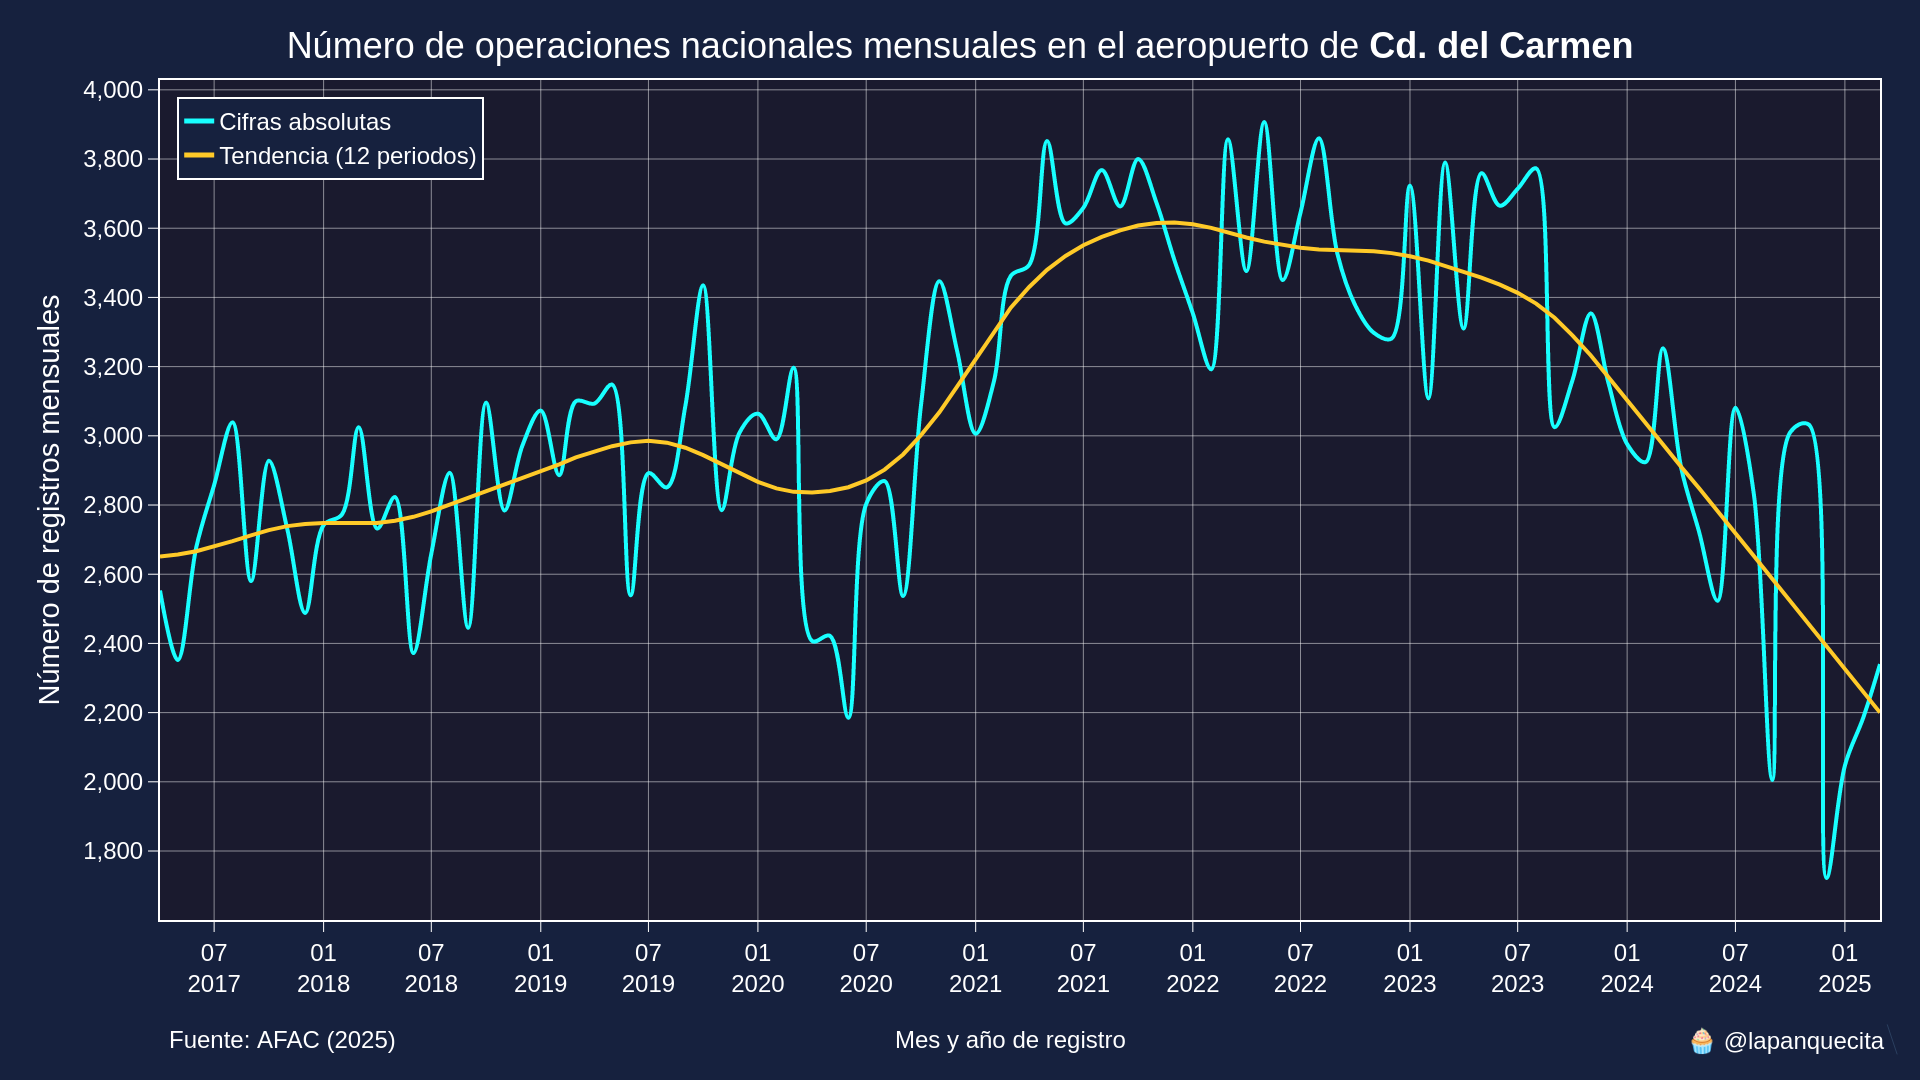 Número de operaciones nacionales mensuales en el aeropuerto de Cd. del Carmen
Cifras absolutas
Tendencia (12 periodos)
Número de registros mensuales
4,000
3,800
3,600
3,400
3,200
3,000
2,800
2,600
2,400
2,200
2,000
1,800
07 01 07 01 07 01 07 01 07 01 07 01 07 01 07 01
2017 2018 2018 2019 2019 2020 2020 2021 2021 2022 2022 2023 2023 2024 2024 2025
Fuente: AFAC (2025)
Mes y año de registro
🧁 @lapanquecita